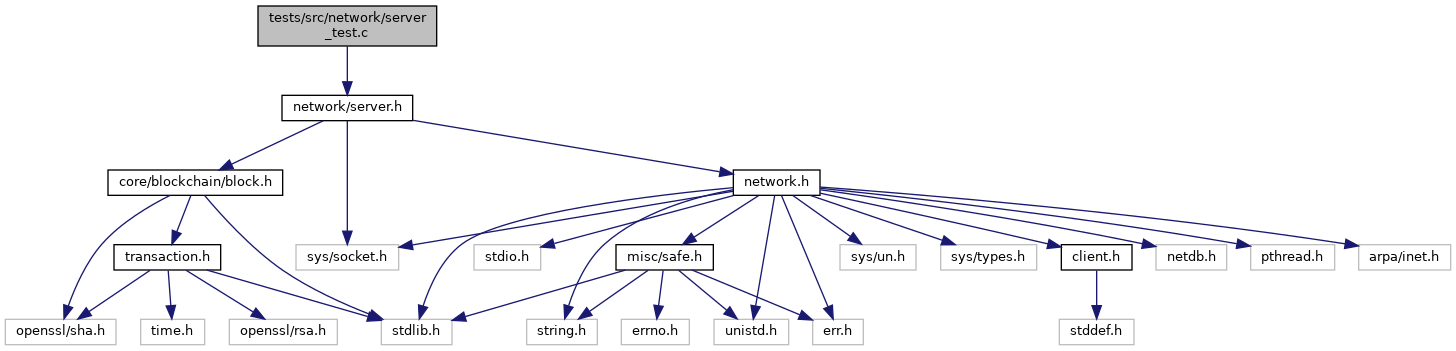 tests/src/network/server
_test.c
network/server.h
core/blockchain/block.h
network.h
transaction.h
sys/socket.h
stdio.h
misc/safe.h
sys/un.h
sys/types.h
client.h
netdb.h
pthread.h
arpa/inet.h
openssl/sha.h
time.h
openssl/rsa.h
stdlib.h
string.h
errno.h
unistd.h
err.h
stddef.h